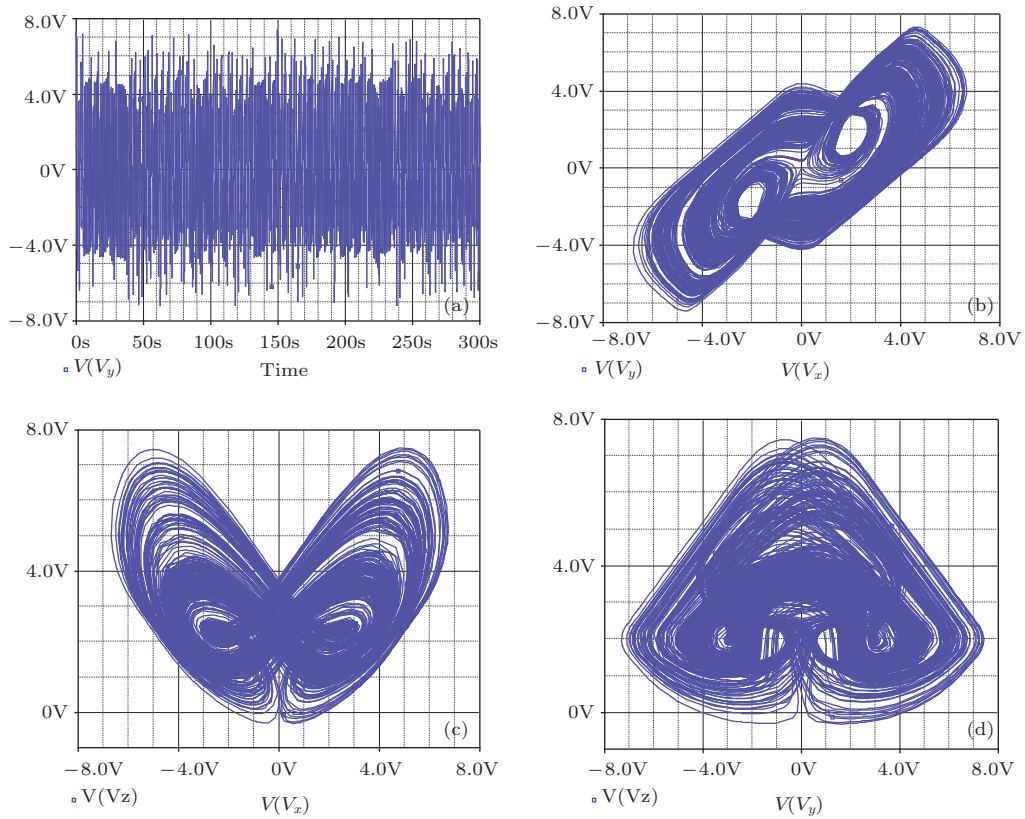 8.0V
4.0V
0V
−4.0V
−8.0V
(a)
0s 50s 100s 150s 200s 250s 300s
V(Vy) Time
8.0V
4.0V
0V
−4.0V
−8.0V
(b)
−8.0V −4.0V 0V 4.0V 8.0V
V(Vy) V(Vx)
8.0V
4.0V
0V
(c)
−8.0V −4.0V 0V 4.0V 8.0V
V(Vz) V(Vx)
8.0V
4.0V
0V
(d)
−8.0V −4.0V 0V 4.0V 8.0V
V(Vz) V(Vy)